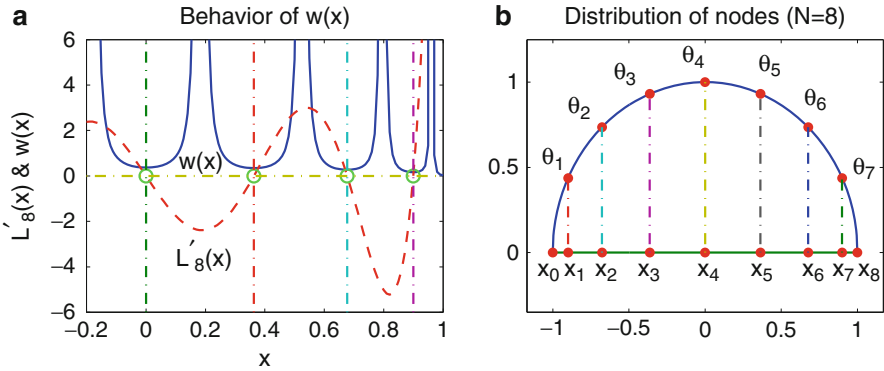 a
Behavior of w(x)
L′8(x) & w(x)
6
4
2
0
−2
−4
−6
w(x)
L′8(x)
−0.2
0
0.2
0.4
0.6
0.8
1
x
b
Distribution of nodes (N=8)
1
0.5
0
θ1
θ2
θ3
θ4
θ5
θ6
θ7
x0
x1
x2
x3
x4
x5
x6
x7
x8
−1
−0.5
0
0.5
1